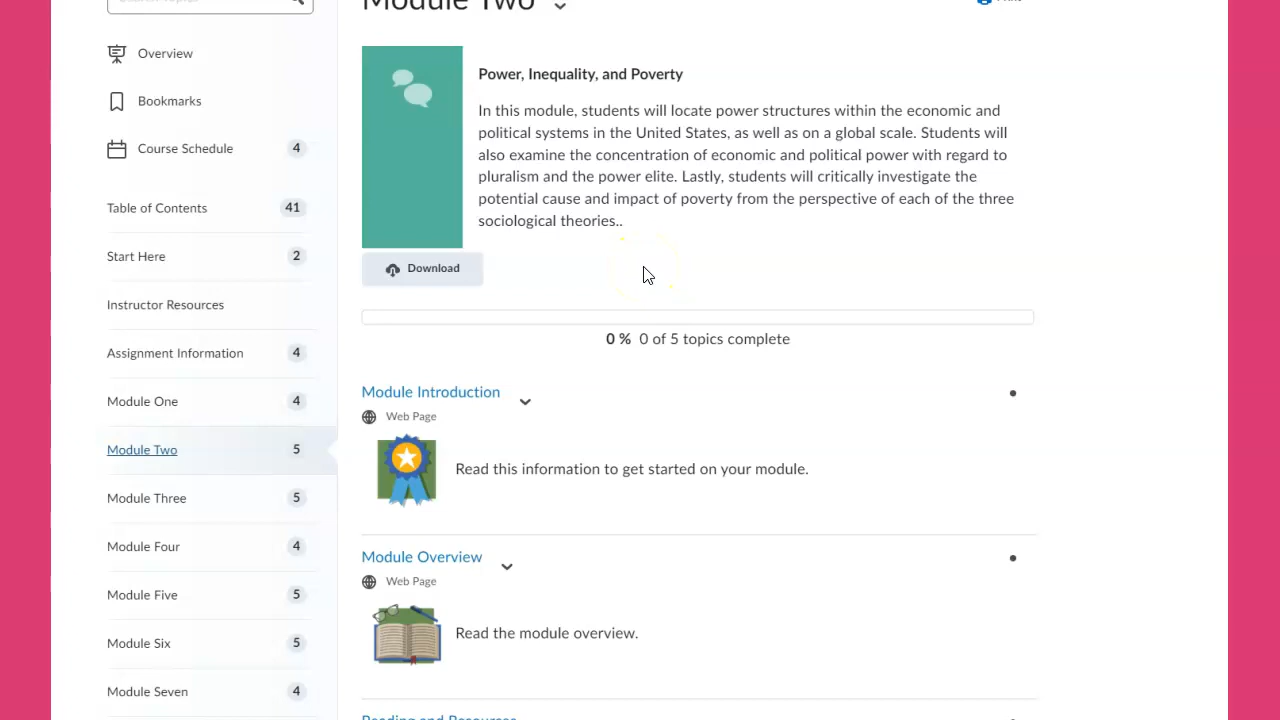 Module Two
Overview
Bookmarks
Course Schedule 4
Table of Contents 41
Start Here 2
Instructor Resources
Assignment Information 4
Module One 4
Module Two 5
Module Three 5
Module Four 4
Module Five 5
Module Six 5
Module Seven 4
Power, Inequality, and Poverty
In this module, students will locate power structures within the economic and
political systems in the United States, as well as on a global scale. Students will
also examine the concentration of economic and political power with regard to
pluralism and the power elite. Lastly, students will critically investigate the
potential cause and impact of poverty from the perspective of each of the three
sociological theories..
Download
0 % 0 of 5 topics complete
Module Introduction
Web Page
Read this information to get started on your module.
Module Overview
Web Page
Read the module overview.
Reading and Resources